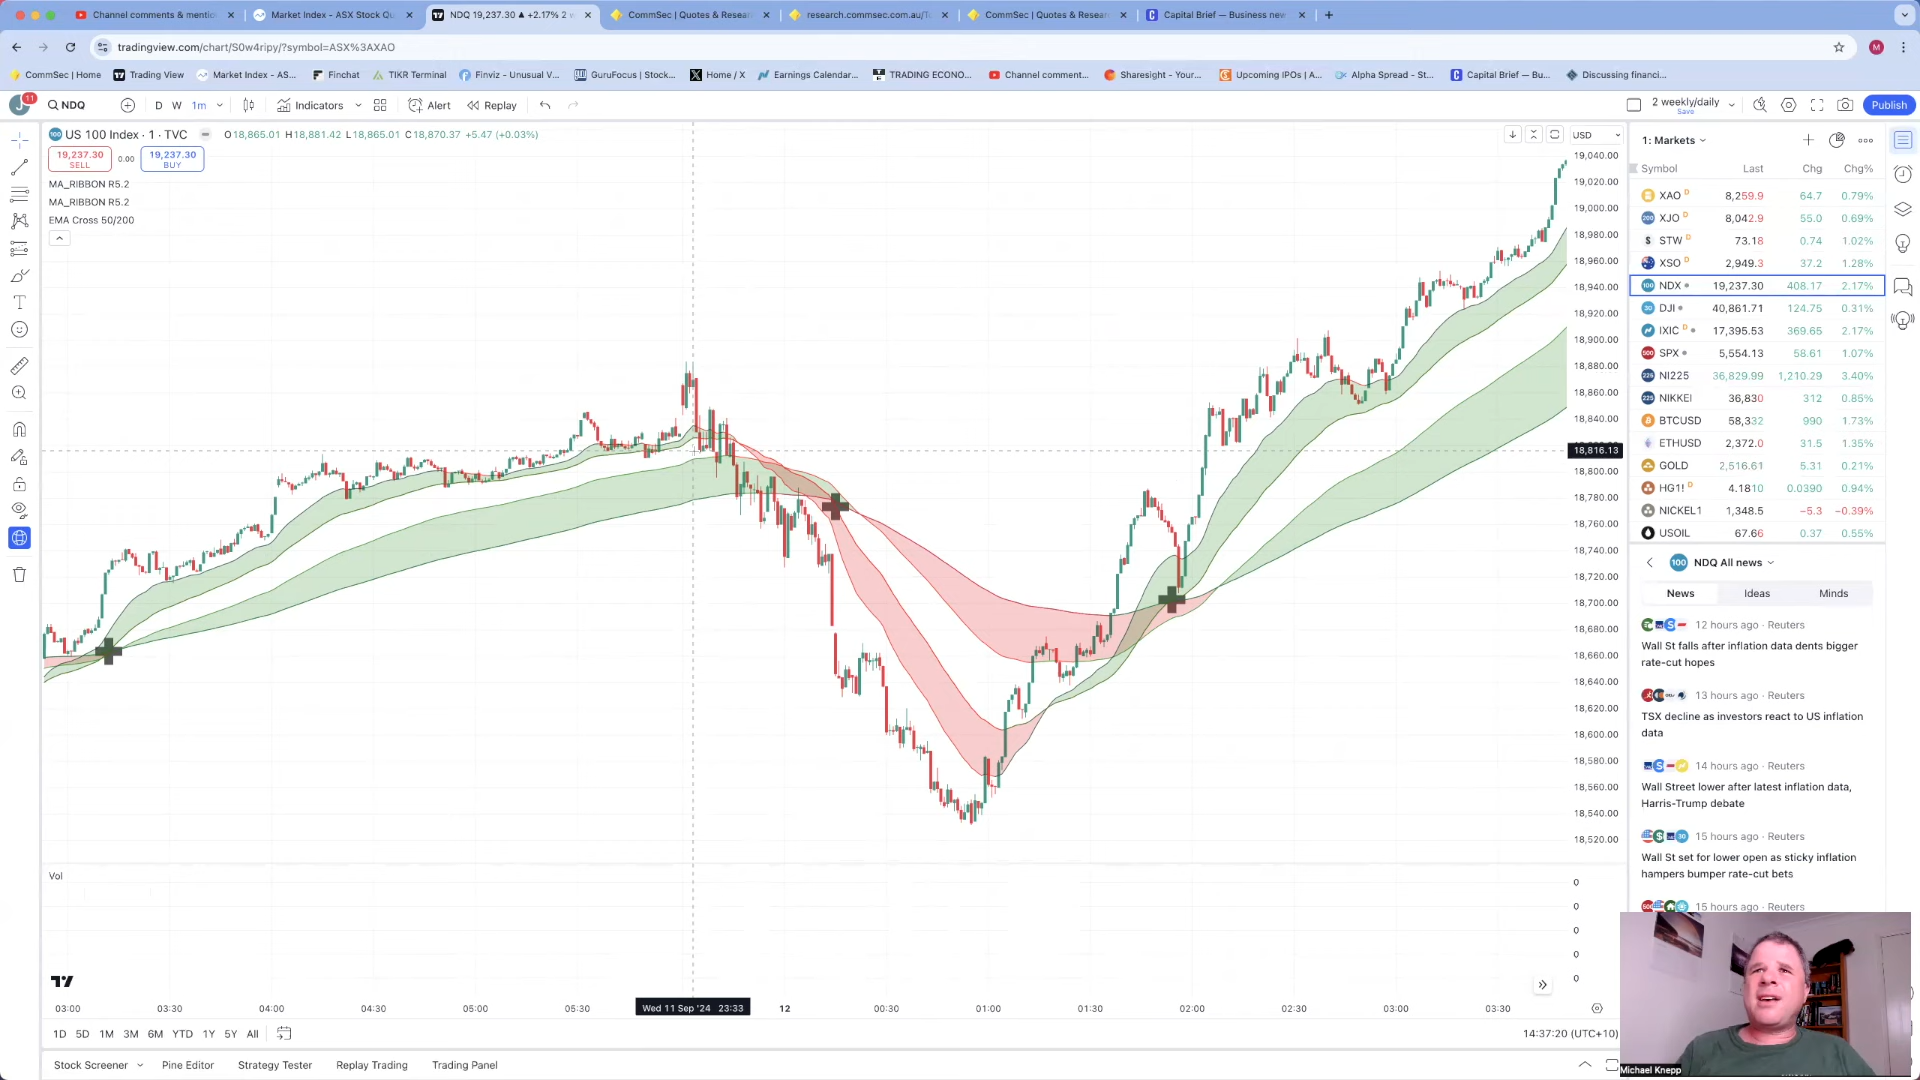 Channel comments & mentio
Market Index - ASX Stock Qu
NDQ 19,237.30 ▲ +2.17% 2 w
CommSec | Quotes & Resear
research.commsec.com.au/T
CommSec | Quotes & Resear
Capital Brief — Business new
tradingview.com/chart/S0w4ripy/?symbol=ASX%3AXAO
M
CommSec | Home
Trading View
Market Index - AS...
Finchat
TIKR Terminal
Finviz - Unusual V...
GuruFocus | Stock...
Home / X
Earnings Calendar...
TRADING ECONO...
Channel comment...
Sharesight - Your...
Upcoming IPOs | A...
Alpha Spread - St...
Capital Brief — Bu...
Discussing financi...
J 11 NDQ D W 1m Indicators Alert Replay
2 weekly/daily
Save
Publish
US 100 Index · 1 · TVC O18,865.01 H18,881.42 L18,865.01 C18,870.37 +5.47 (+0.03%)
19,237.30
SELL
0.00
19,237.30
BUY
MA_RIBBON R5.2
MA_RIBBON R5.2
EMA Cross 50/200
USD
19,040.00
19,020.00
19,000.00
18,980.00
18,960.00
18,940.00
18,920.00
18,900.00
18,880.00
18,860.00
18,840.00
18,816.13
18,800.00
18,780.00
18,760.00
18,740.00
18,720.00
18,700.00
18,680.00
18,660.00
18,640.00
18,620.00
18,600.00
18,580.00
18,560.00
18,540.00
18,520.00
Vol
0
0
0
0
0
03:00 03:30 04:00 04:30 05:00 05:30 Wed 11 Sep '24 23:33 12 00:30 01:00 01:30 02:00 02:30 03:00 03:30
1D 5D 1M 3M 6M YTD 1Y 5Y All
14:37:20 (UTC+10)
Stock Screener Pine Editor Strategy Tester Replay Trading Trading Panel
1: Markets
Symbol Last Chg Chg%
XAO D 8,259.9 64.7 0.79%
XJO D 8,042.9 55.0 0.69%
STW D 73.18 0.74 1.02%
XSO D 2,949.3 37.2 1.28%
NDX 19,237.30 408.17 2.17%
DJI 40,861.71 124.75 0.31%
IXIC D 17,395.53 369.65 2.17%
SPX 5,554.13 58.61 1.07%
NI225 36,829.99 1,210.29 3.40%
NIKKEI 36,830 312 0.85%
BTCUSD 58,332 990 1.73%
ETHUSD 2,372.0 31.5 1.35%
GOLD 2,516.61 5.31 0.21%
HG1! D 4.1810 0.0390 0.94%
NICKEL1 1,348.5 −5.3 −0.39%
USOIL 67.66 0.37 0.55%
NDQ All news
News Ideas Minds
12 hours ago · Reuters
Wall St falls after inflation data dents bigger
rate-cut hopes
13 hours ago · Reuters
TSX decline as investors react to US inflation
data
14 hours ago · Reuters
Wall Street lower after latest inflation data,
Harris-Trump debate
15 hours ago · Reuters
Wall St set for lower open as sticky inflation
hampers bumper rate-cut bets
15 hours ago · Reuters
Michael Knepp